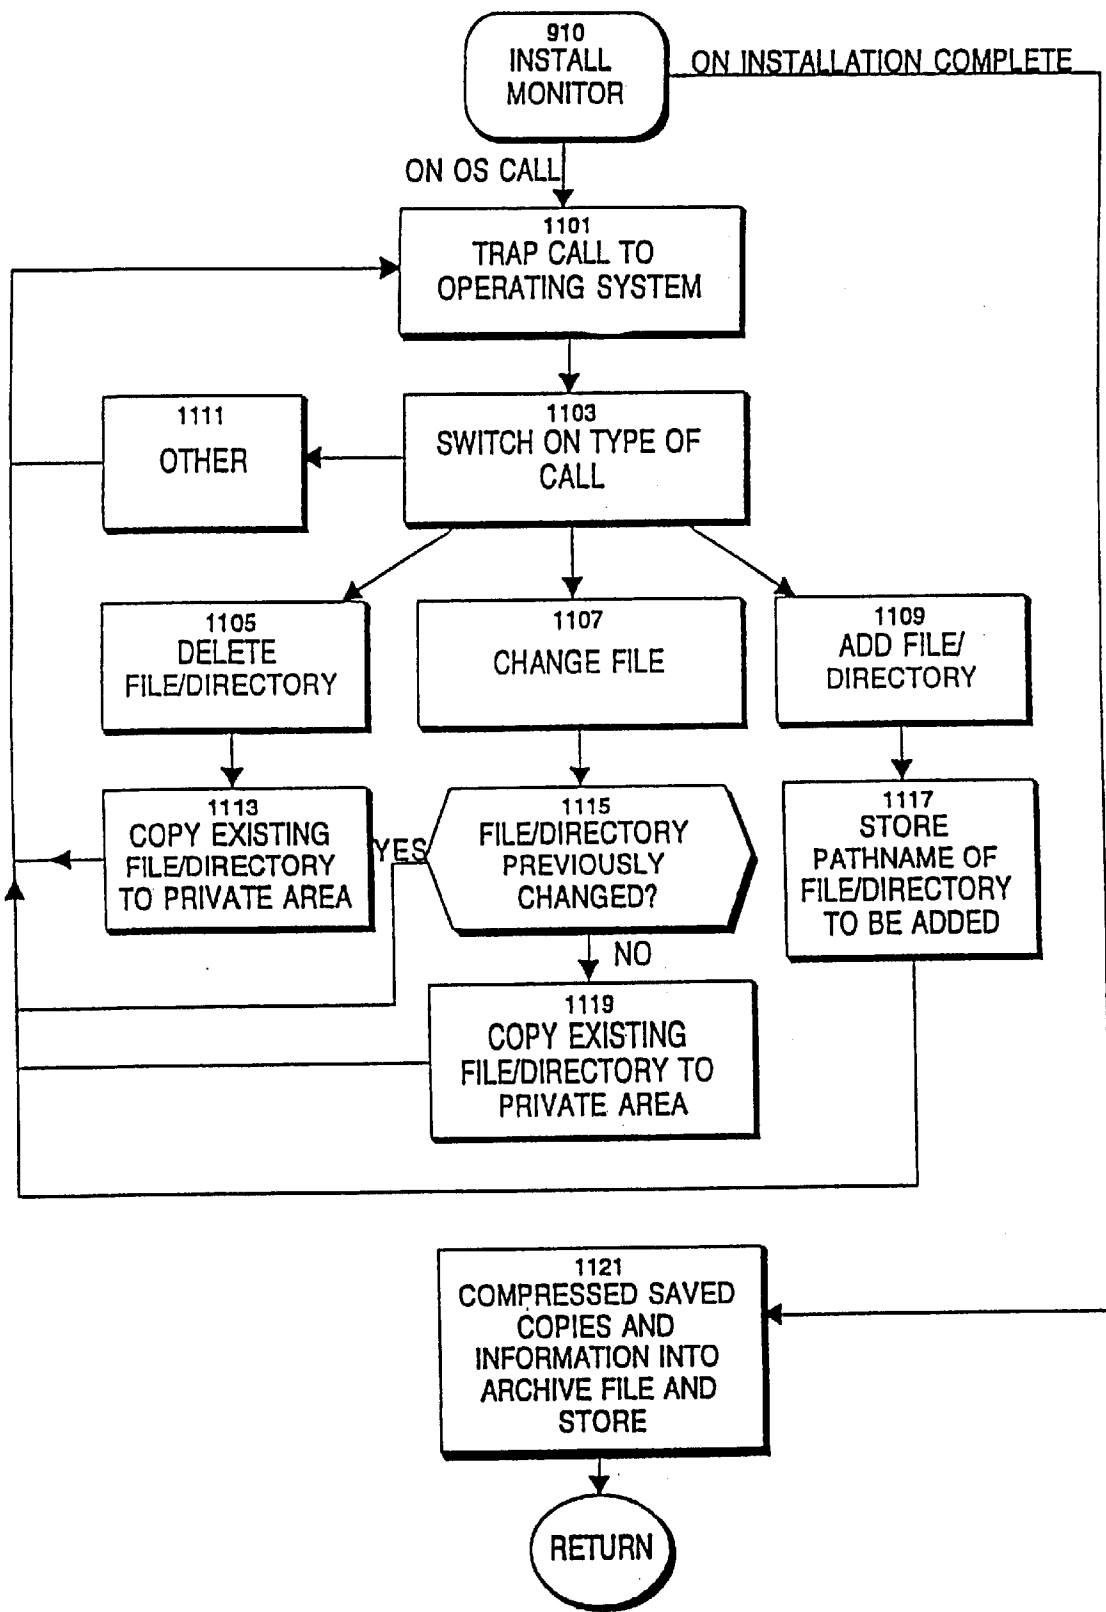 910
INSTALL
MONITOR
ON INSTALLATION COMPLETE
ON OS CALL
1101
TRAP CALL TO
OPERATING SYSTEM
1111
OTHER
1103
SWITCH ON TYPE OF
CALL
1105
DELETE
FILE/DIRECTORY
1107
CHANGE FILE
1109
ADD FILE/
DIRECTORY
1113
COPY EXISTING
FILE/DIRECTORY
TO PRIVATE AREA
YES
1115
FILE/DIRECTORY
PREVIOUSLY
CHANGED?
NO
1117
STORE
PATHNAME OF
FILE/DIRECTORY
TO BE ADDED
1119
COPY EXISTING
FILE/DIRECTORY TO
PRIVATE AREA
1121
COMPRESSED SAVED
COPIES AND
INFORMATION INTO
ARCHIVE FILE AND
STORE
RETURN